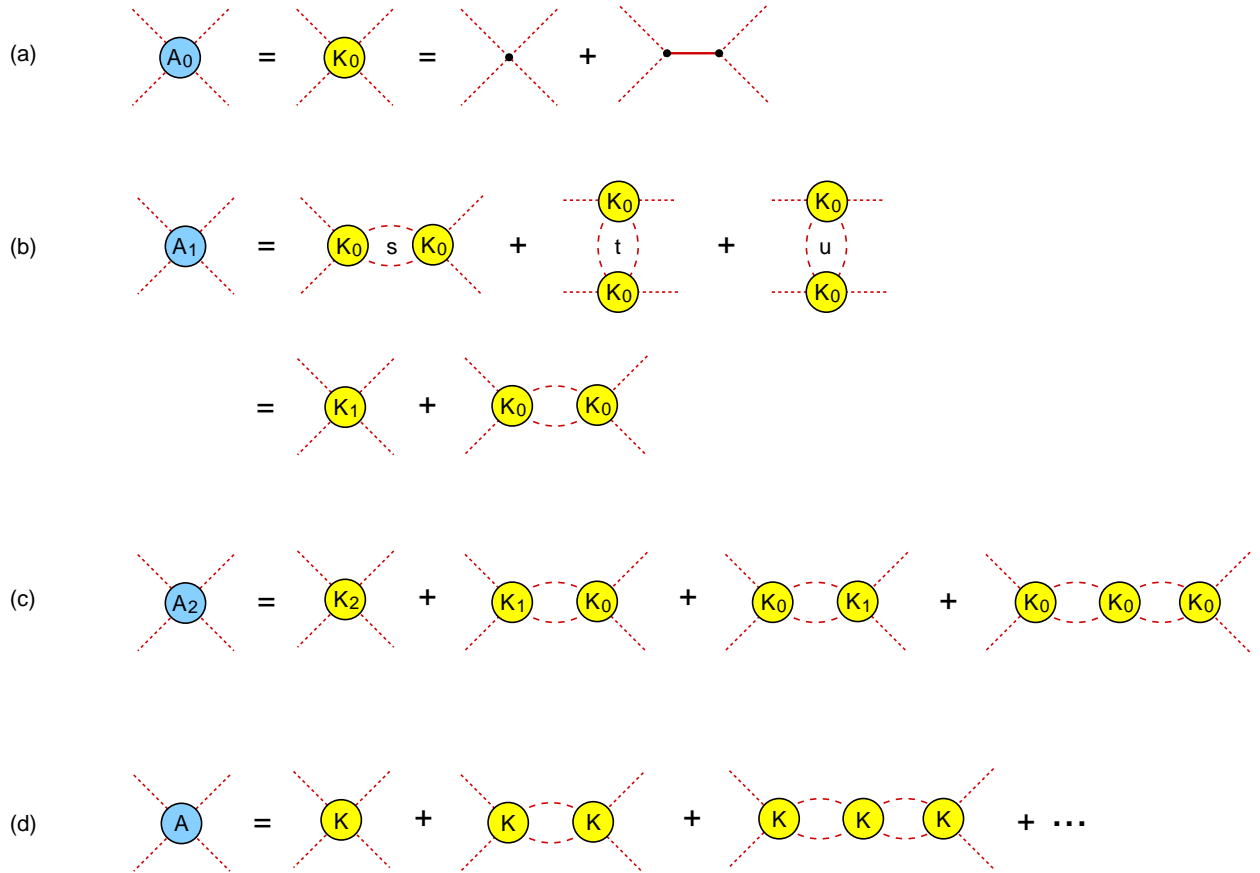 (a) A0 = K0 = +
(b) A1 = K0 s K0 + K0 t K0 + K0 u K0
= K1 + K0 K0
(c) A2 = K2 + K1 K0 + K0 K1 + K0 K0 K0
(d) A = K + K K + K K K + ...